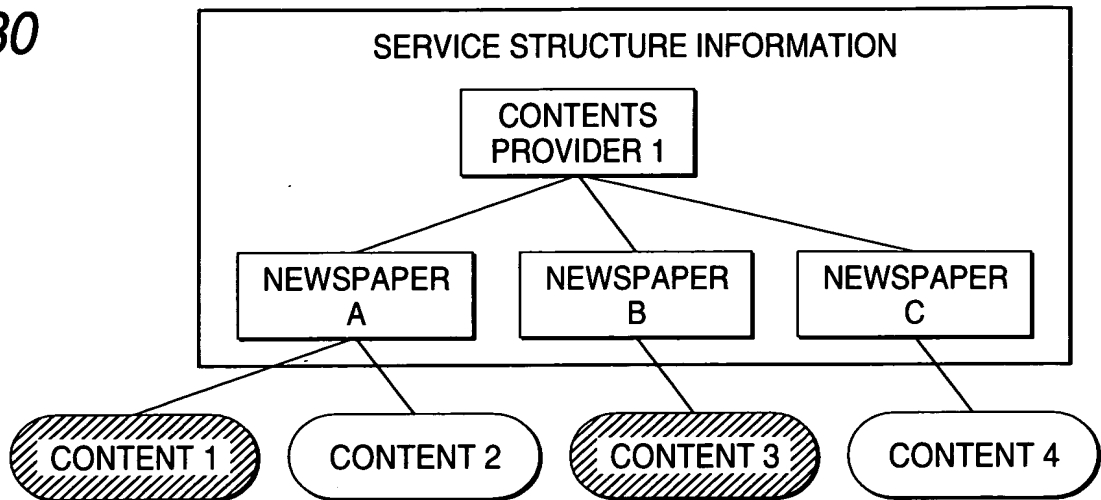 30
SERVICE STRUCTURE INFORMATION
CONTENTS
PROVIDER 1
NEWSPAPER
A
NEWSPAPER
B
NEWSPAPER
C
CONTENT 1
CONTENT 2
CONTENT 3
CONTENT 4